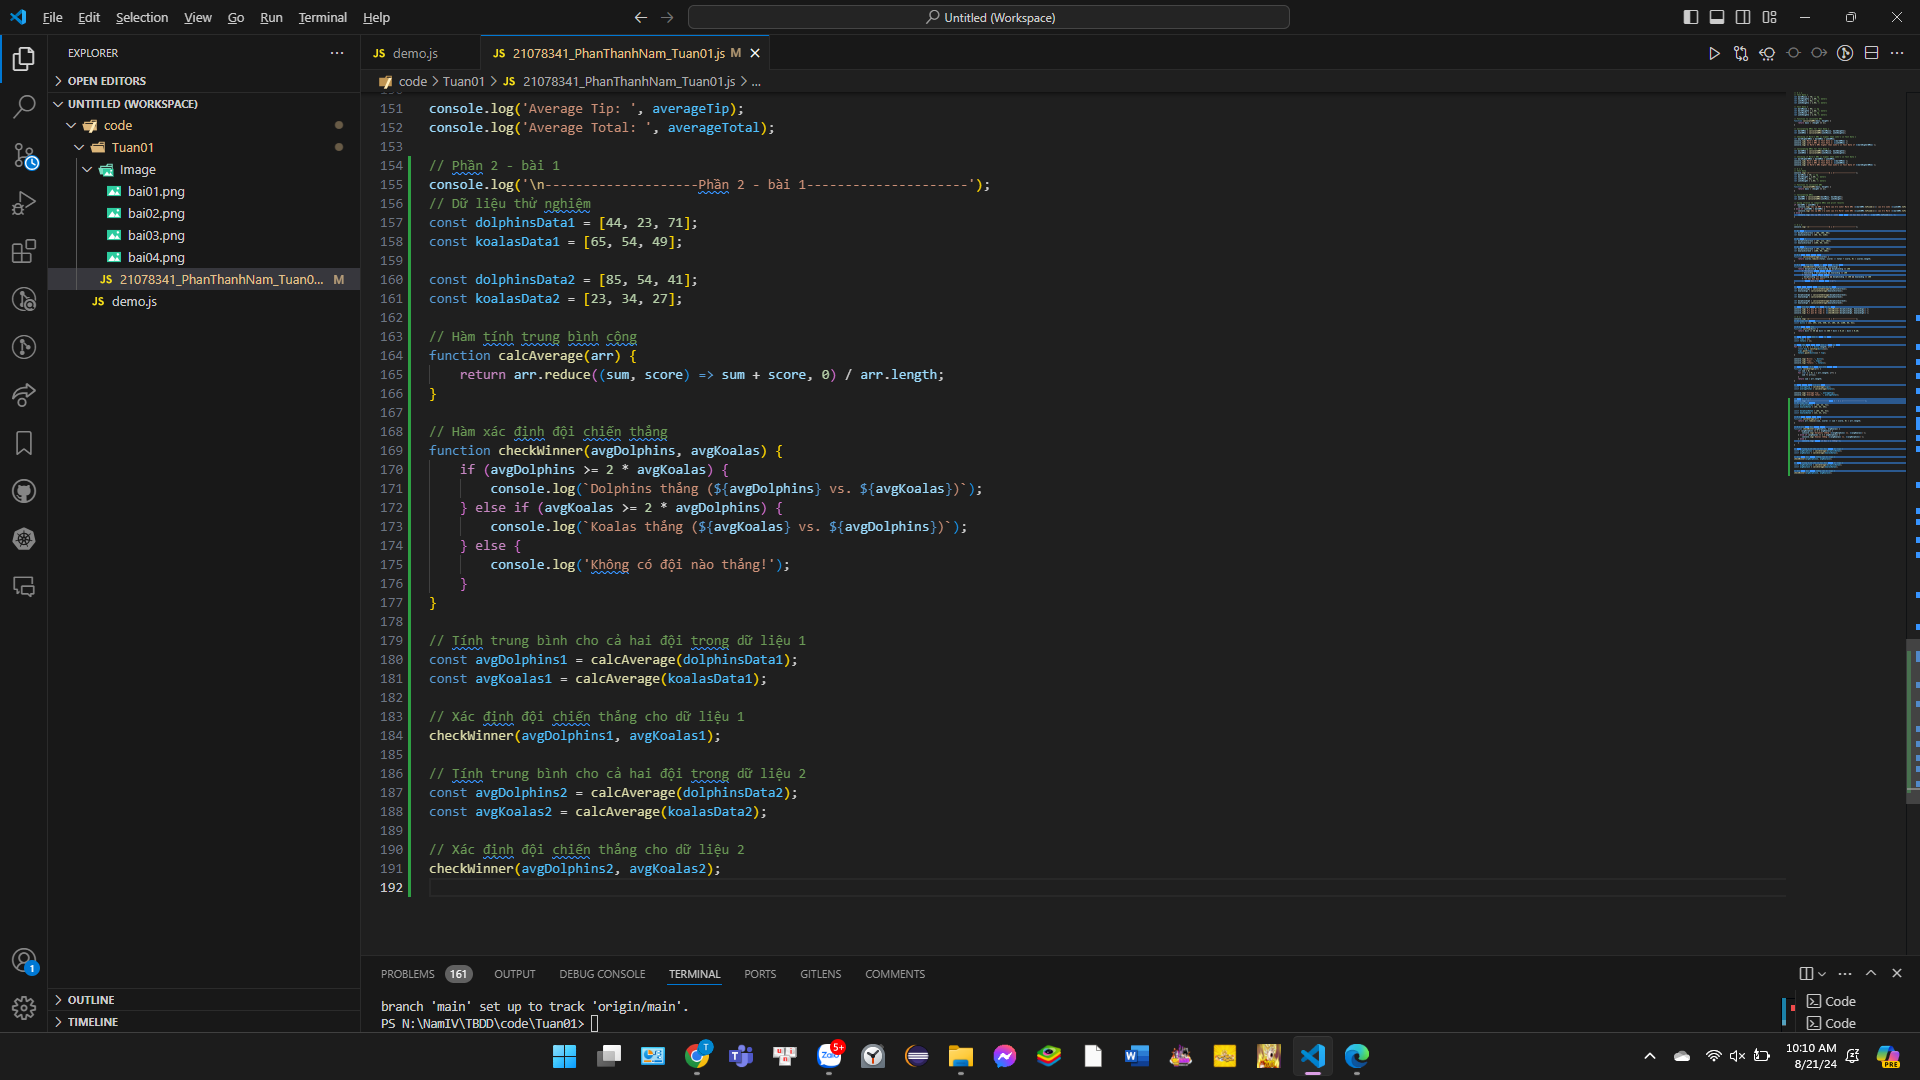 File Edit Selection View Go Run Terminal Help
Untitled (Workspace)
EXPLORER
OPEN EDITORS
UNTITLED (WORKSPACE)
code
Tuan01
Image
bai01.png
bai02.png
bai03.png
bai04.png
JS 21078341_PhanThanhNam_Tuan0... M
JS demo.js
OUTLINE
TIMELINE
JS demo.js
JS 21078341_PhanThanhNam_Tuan01.js M
code > Tuan01 > JS 21078341_PhanThanhNam_Tuan01.js > ...
151 console.log('Average Tip: ', averageTip);
152 console.log('Average Total: ', averageTotal);
153
154 // Phần 2 - bài 1
155 console.log('\n--------------------Phần 2 - bài 1---------------------');
156 // Dữ liệu thử nghiệm
157 const dolphinsData1 = [44, 23, 71];
158 const koalasData1 = [65, 54, 49];
159
160 const dolphinsData2 = [85, 54, 41];
161 const koalasData2 = [23, 34, 27];
162
163 // Hàm tính trung bình cộng
164 function calcAverage(arr) {
165     return arr.reduce((sum, score) => sum + score, 0) / arr.length;
166 }
167
168 // Hàm xác định đội chiến thắng
169 function checkWinner(avgDolphins, avgKoalas) {
170     if (avgDolphins >= 2 * avgKoalas) {
171         console.log(`Dolphins thắng (${avgDolphins} vs. ${avgKoalas})`);
172     } else if (avgKoalas >= 2 * avgDolphins) {
173         console.log(`Koalas thắng (${avgKoalas} vs. ${avgDolphins})`);
174     } else {
175         console.log('Không có đội nào thắng!');
176     }
177 }
178
179 // Tính trung bình cho cả hai đội trong dữ liệu 1
180 const avgDolphins1 = calcAverage(dolphinsData1);
181 const avgKoalas1 = calcAverage(koalasData1);
182
183 // Xác định đội chiến thắng cho dữ liệu 1
184 checkWinner(avgDolphins1, avgKoalas1);
185
186 // Tính trung bình cho cả hai đội trong dữ liệu 2
187 const avgDolphins2 = calcAverage(dolphinsData2);
188 const avgKoalas2 = calcAverage(koalasData2);
189
190 // Xác định đội chiến thắng cho dữ liệu 2
191 checkWinner(avgDolphins2, avgKoalas2);
192
PROBLEMS 161 OUTPUT DEBUG CONSOLE TERMINAL PORTS GITLENS COMMENTS
branch 'main' set up to track 'origin/main'.
PS N:\NamIV\TBDD\code\Tuan01>
Code
Code
1
T
Zalo
5+
W
PRE
10:10 AM
8/21/24